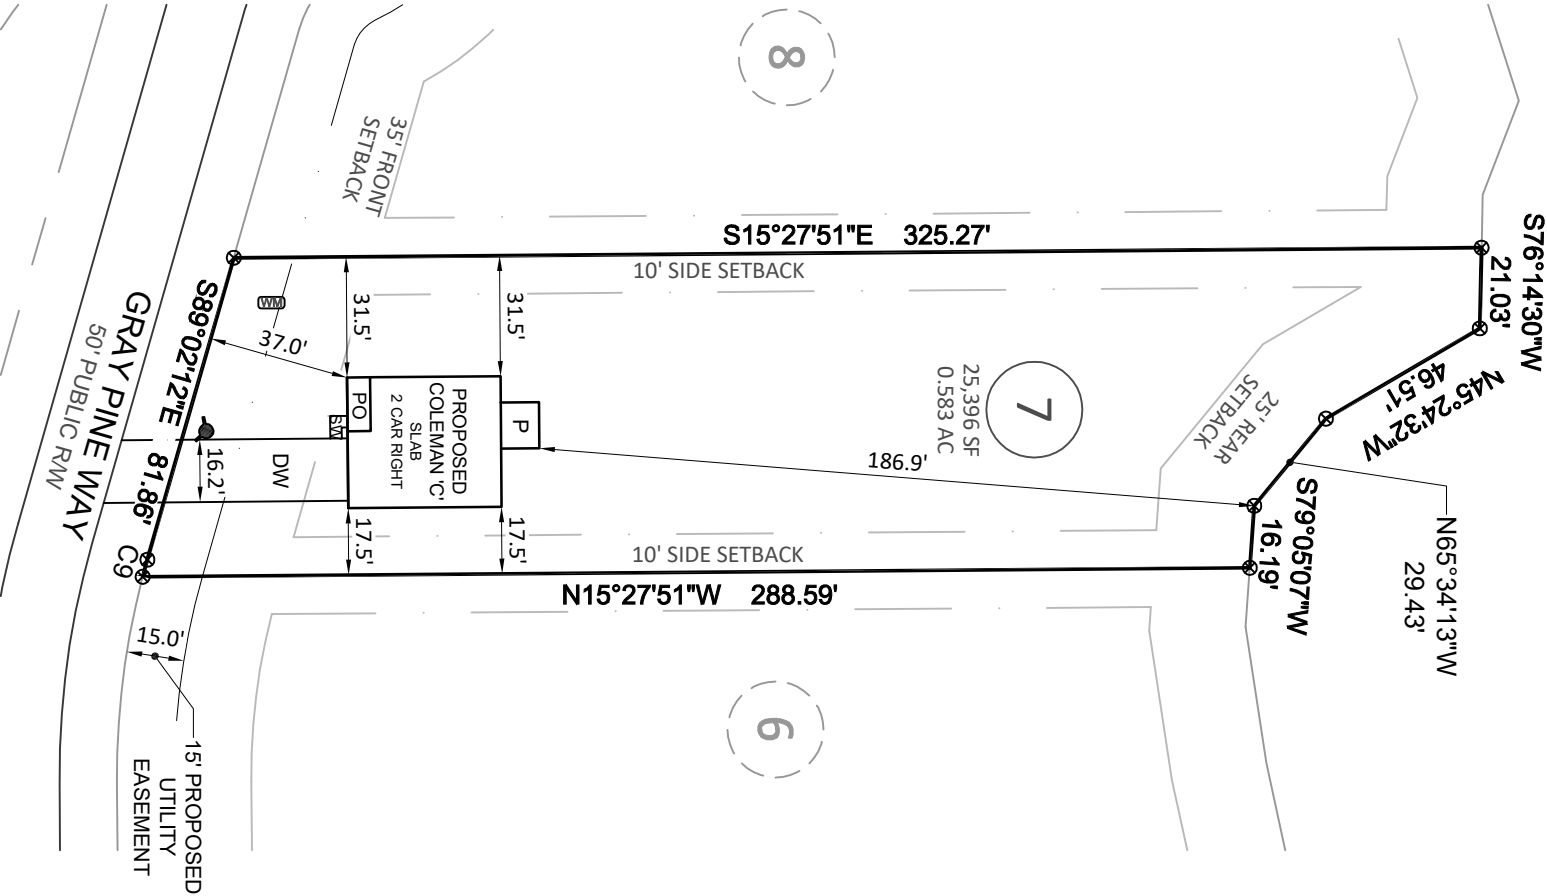 8
35' FRONT
SETBACK
S15°27'51"E 325.27'
10' SIDE SETBACK
S76°14'30"W
21.03'
N45°24'32"W
46.51'
25' REAR
SETBACK
N65°34'13"W
29.43'
S79°05'07"W
16.19'
7
25,396 SF
0.583 AC
186.9'
31.5'
31.5'
WM
37.0'
S89°02'12"E 81.86'
C9
GRAY PINE WAY
50' PUBLIC R/W
PO
SW
P
PROPOSED
COLEMAN 'C'
SLAB
2 CAR RIGHT
DW
16.2'
17.5'
17.5'
10' SIDE SETBACK
N15°27'51"W 288.59'
15.0'
15' PROPOSED
UTILITY
EASEMENT
6